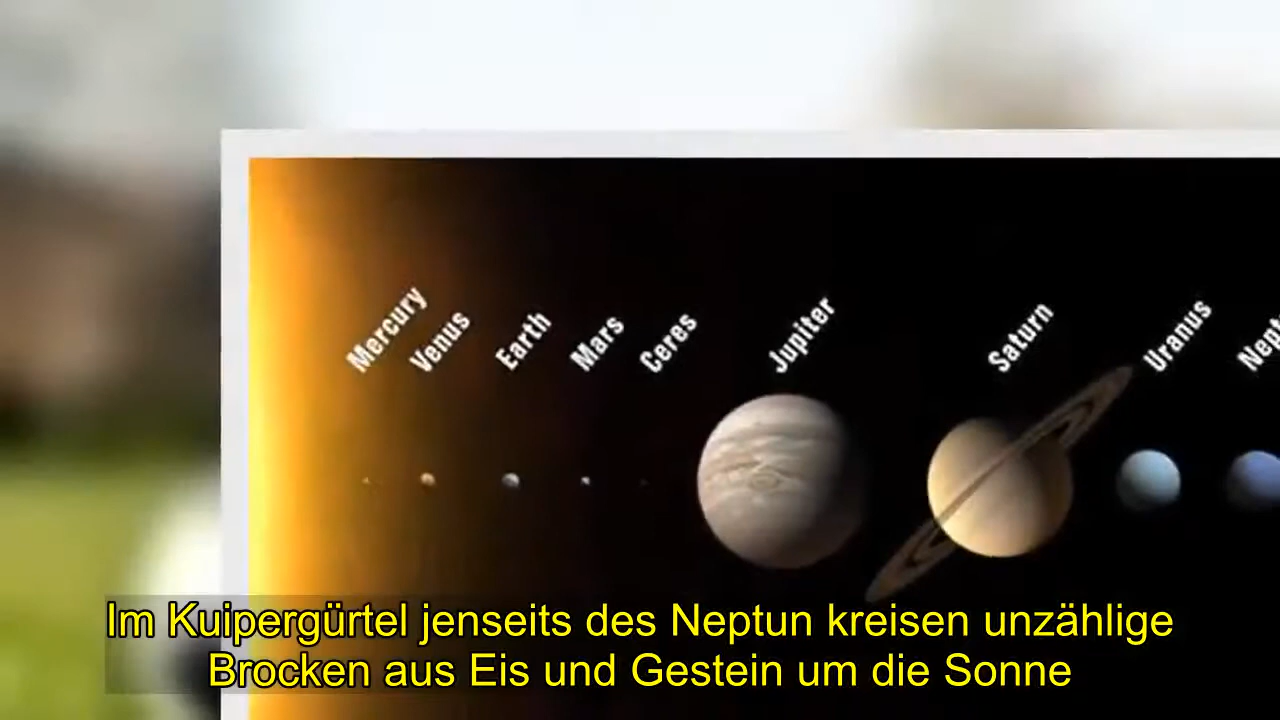 Mercury
Venus
Earth
Mars
Ceres
Jupiter
Saturn
Uranus
Nept
Im Kuipergürtel jenseits des Neptun kreisen unzählige
Brocken aus Eis und Gestein um die Sonne